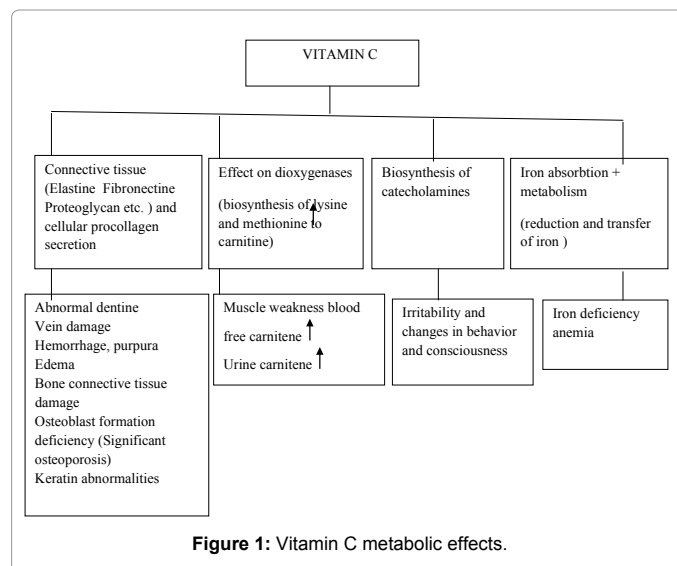 VITAMIN C
Connective tissue
(Elastine Fibronectine
Proteoglycan etc. ) and
cellular procollagen
secretion
Effect on dioxygenases
(biosynthesis of lysine
and methionine to
carnitine)
Biosynthesis of
catecholamines
Iron absorbtion +
metabolism
(reduction and transfer
of iron )
Abnormal dentine
Vein damage
Hemorrhage, purpura
Edema
Bone connective tissue
damage
Osteoblast formation
deficiency (Significant
osteoporosis)
Keratin abnormalities
Muscle weakness blood
free carnitene ↑
Urine carnitene ↑
Irritability and
changes in behavior
and consciousness
Iron deficiency
anemia
Figure 1: Vitamin C metabolic effects.